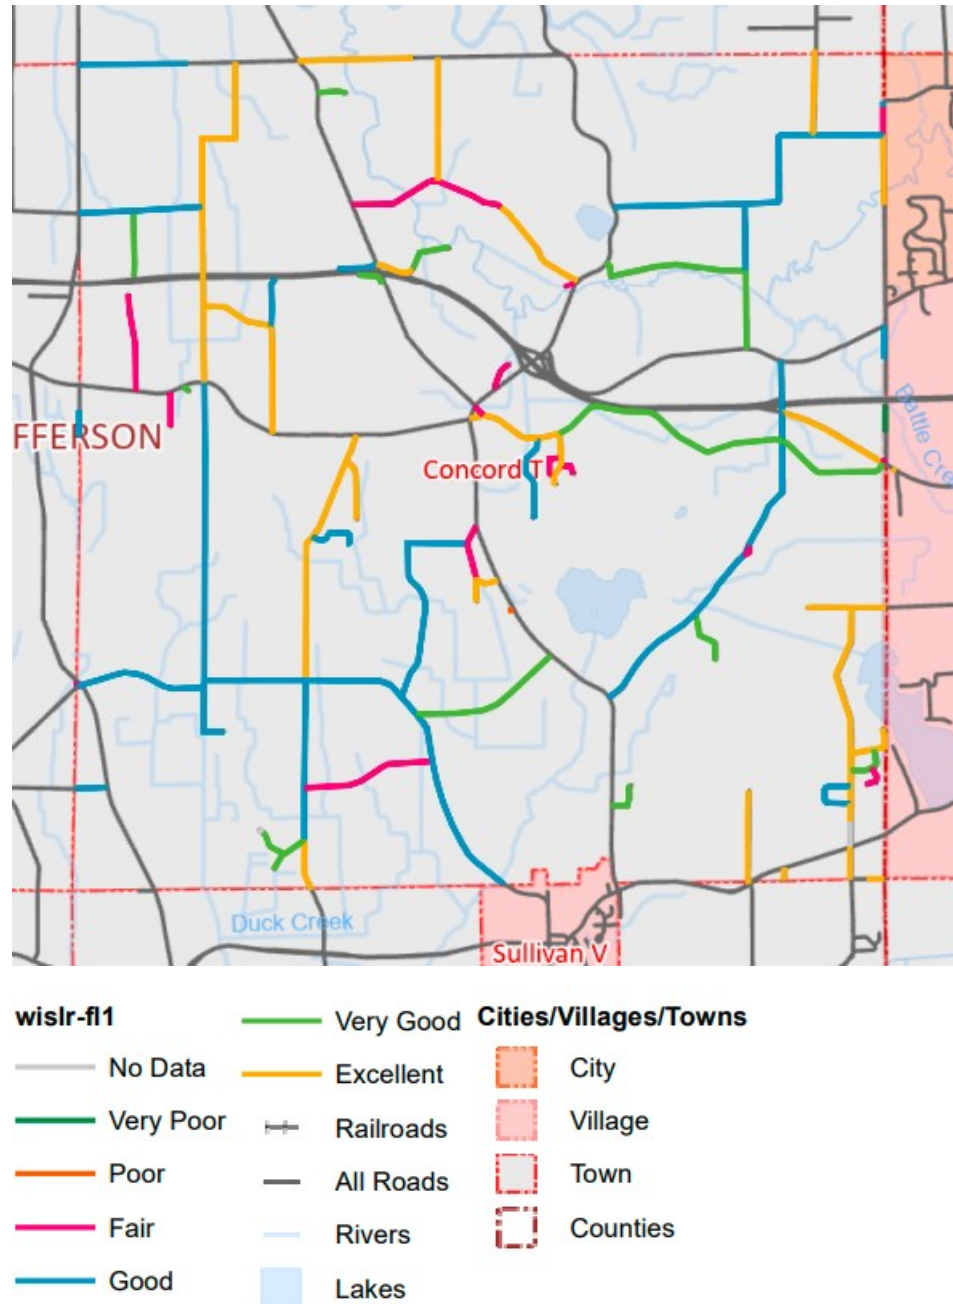 FFERSON
Concord T
Battle Cre
Duck Creek
Sullivan V
wislr-fl1
No Data
Very Poor
Poor
Fair
Good
Very Good
Excellent
Railroads
All Roads
Rivers
Lakes
Cities/Villages/Towns
City
Village
Town
Counties